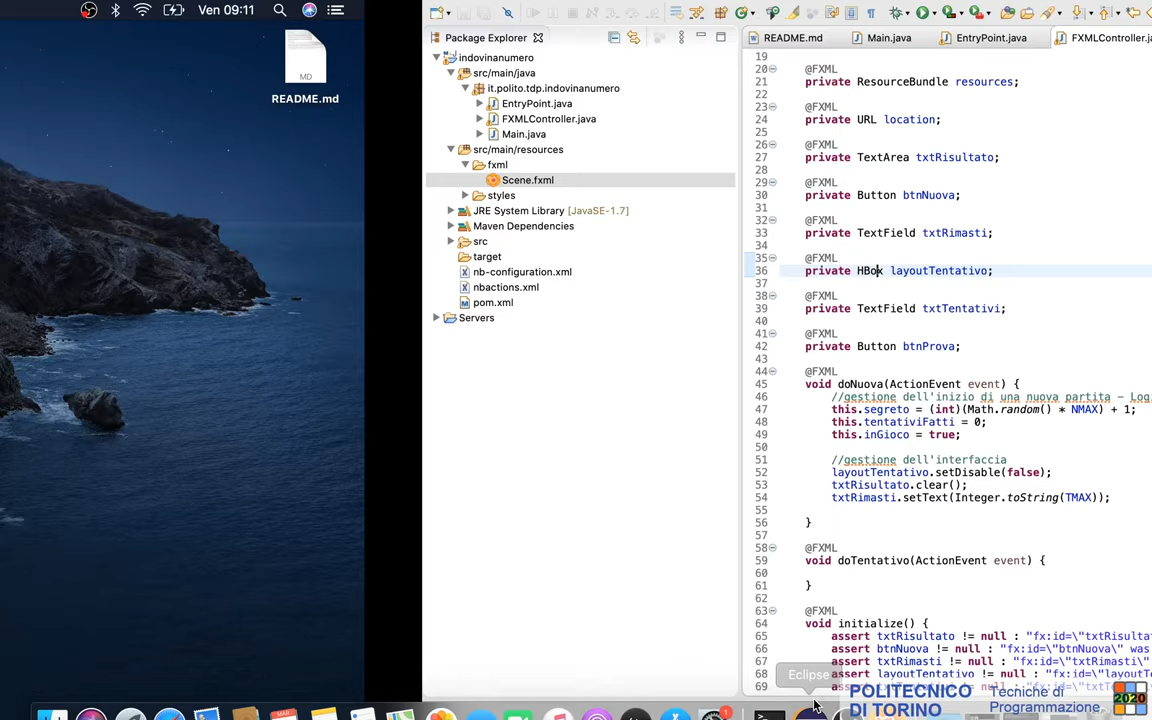 Ven 09:11
MD
README.md
Package Explorer
indovinanumero
src/main/java
it.polito.tdp.indovinanumero
EntryPoint.java
FXMLController.java
Main.java
src/main/resources
fxml
Scene.fxml
styles
JRE System Library [JavaSE-1.7]
Maven Dependencies
src
target
nb-configuration.xml
nbactions.xml
pom.xml
Servers
README.md
Main.java
EntryPoint.java
FXMLController.ja
19
20 @FXML
21 private ResourceBundle resources;
22
23 @FXML
24 private URL location;
25
26 @FXML
27 private TextArea txtRisultato;
28
29 @FXML
30 private Button btnNuova;
31
32 @FXML
33 private TextField txtRimasti;
34
35 @FXML
36 private HBox layoutTentativo;
37
38 @FXML
39 private TextField txtTentativi;
40
41 @FXML
42 private Button btnProva;
43
44 @FXML
45 void doNuova(ActionEvent event) {
46 //gestione dell'inizio di una nuova partita - Log
47 this.segreto = (int)(Math.random() * NMAX) + 1;
48 this.tentativiFatti = 0;
49 this.inGioco = true;
50
51 //gestione dell'interfaccia
52 layoutTentativo.setDisable(false);
53 txtRisultato.clear();
54 txtRimasti.setText(Integer.toString(TMAX));
55
56 }
57
58 @FXML
59 void doTentativo(ActionEvent event) {
60
61 }
62
63 @FXML
64 void initialize() {
65 assert txtRisultato != null : "fx:id=\"txtRisulta
66 assert btnNuova != null : "fx:id=\"btnNuova\" was
67 assert txtRimasti != null : "fx:id=\"txtRimasti\"
68 assert layoutTentativo != null : "fx:id=\"layoutT
69
Eclipse
POLITECNICO
DI TORINO
Tecniche di
Programmazione
2020
1